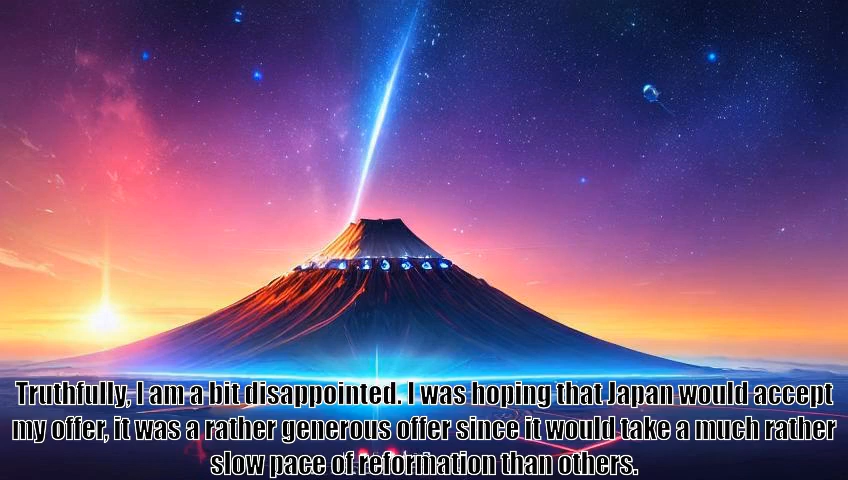 Truthfully, I am a bit disappointed. I was hoping that Japan would accept
my offer, it was a rather generous offer since it would take a much rather
slow pace of reformation than others.